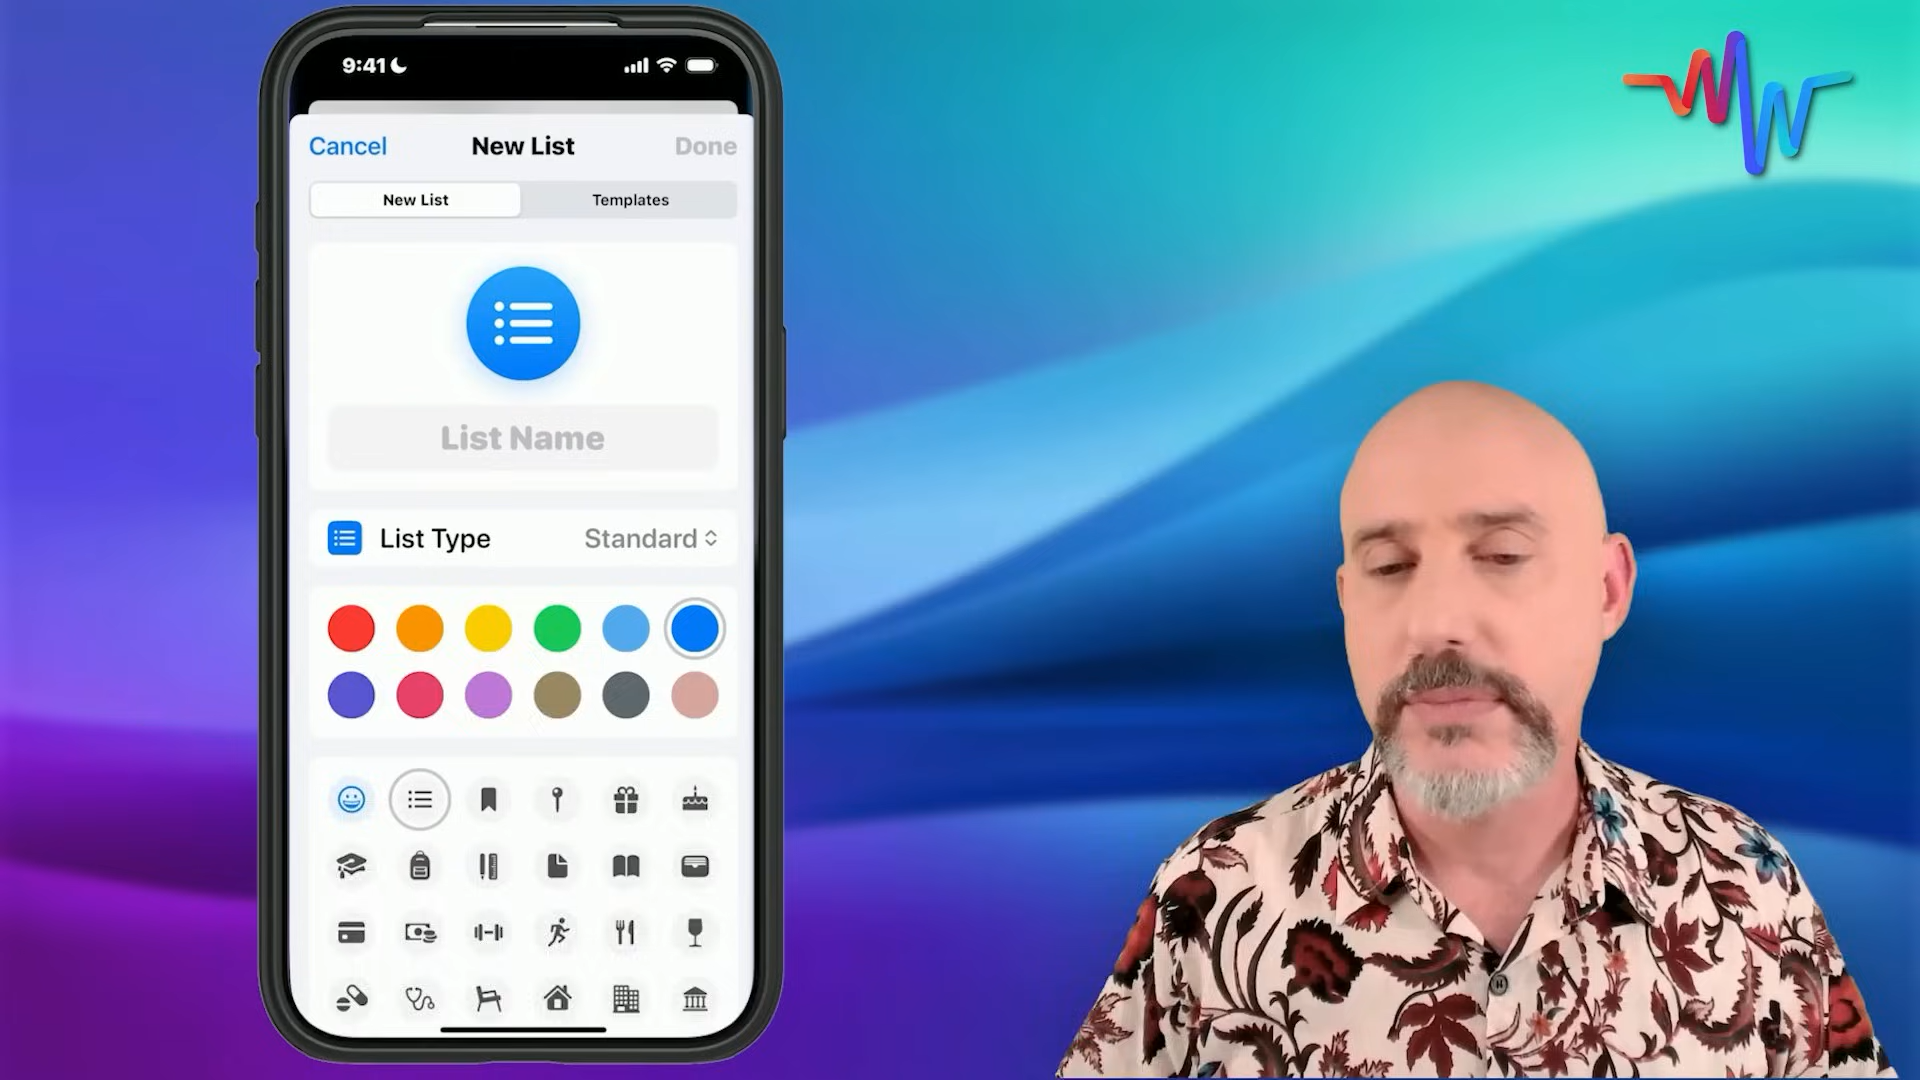 9:41
Cancel
New List
Done
New List
Templates
List Name
List Type
Standard